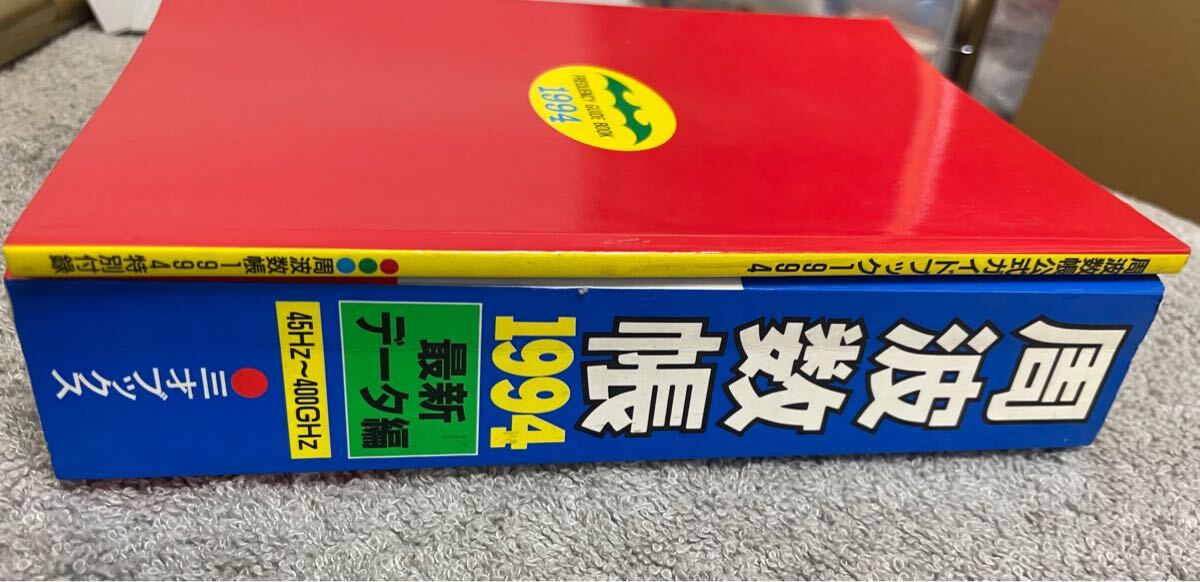 FREQUENCY GUIDE BOOK
1994
周波数帳公式ガイドブック1994
周波数帳1994特別付録
周波数帳
1994
最新
データ編
45Hz～400GHz
三才ブックス